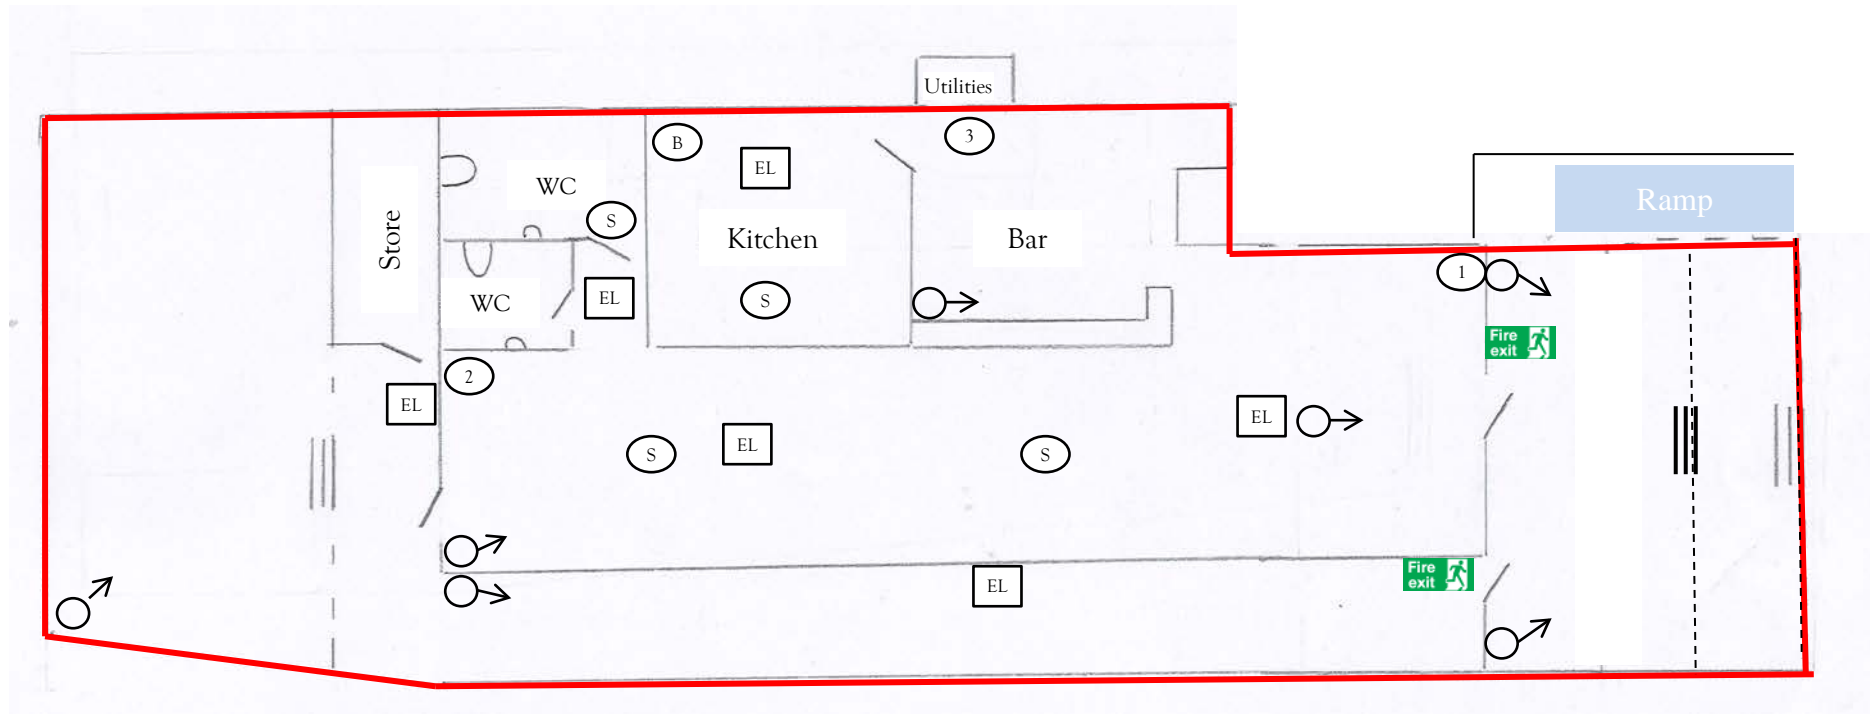 Utilities
B
3
EL
WC
Ramp
S
Store
Kitchen
Bar
1
WC
EL
S
Fire
exit
2
EL
EL
EL
S
S
Fire
exit
EL